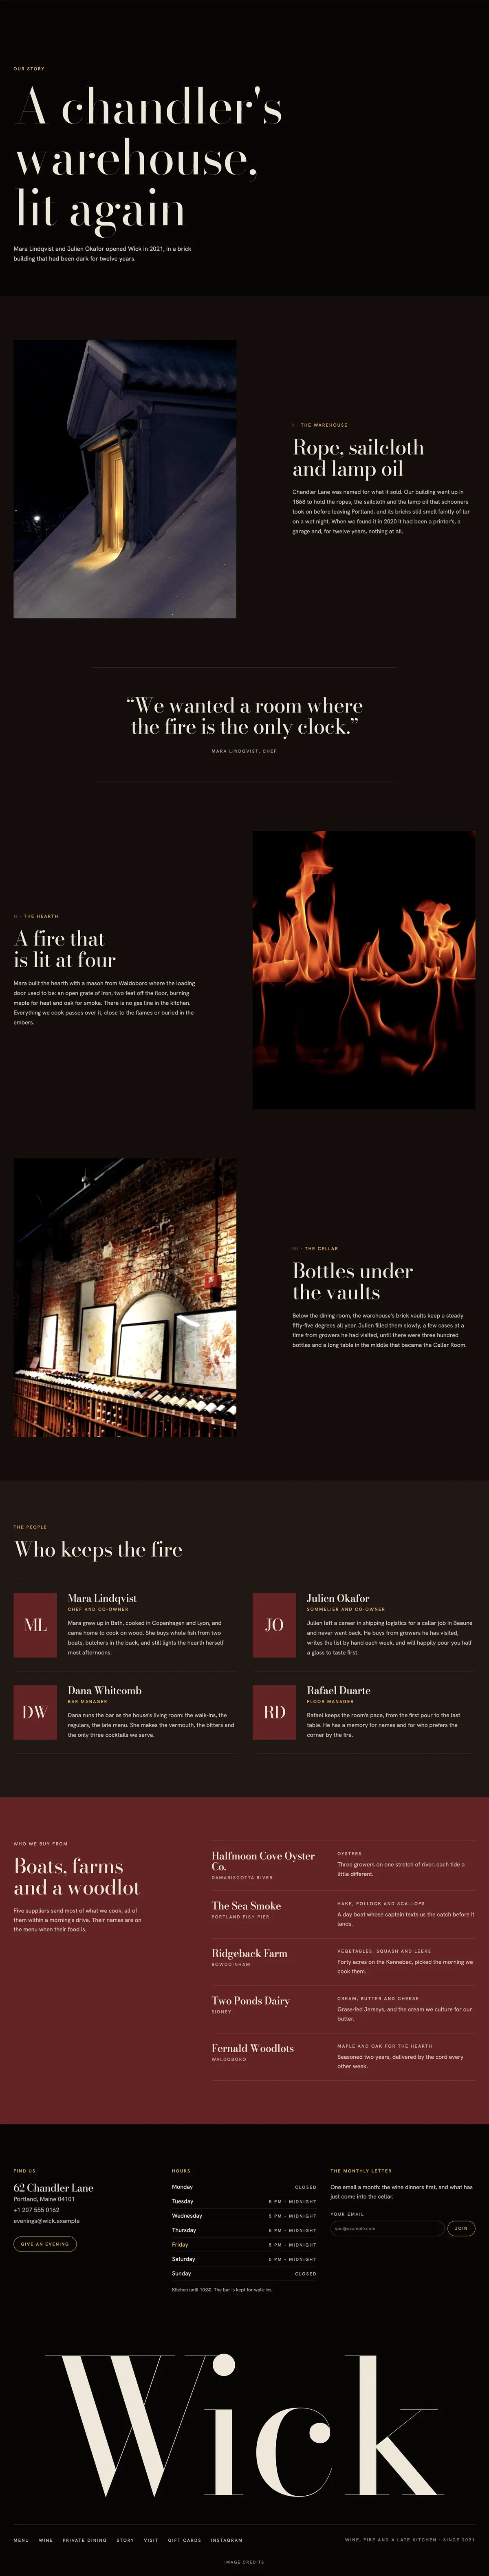 OUR STORY
A chandler's
warehouse,
lit again
Mara Lindqvist and Julien Okafor opened Wick in 2021, in a brick
building that had been dark for twelve years.
I · THE WAREHOUSE
Rope, sailcloth
and lamp oil
Chandler Lane was named for what it sold. Our building went up in
1868 to hold the ropes, the sailcloth and the lamp oil that schooners
took on before leaving Portland, and its bricks still smell faintly of tar
on a wet night. When we found it in 2020 it had been a printer's, a
garage and, for twelve years, nothing at all.
“We wanted a room where
the fire is the only clock.”
MARA LINDQVIST, CHEF
II · THE HEARTH
A fire that
is lit at four
Mara built the hearth with a mason from Waldoboro where the loading
door used to be: an open grate of iron, two feet off the floor, burning
maple for heat and oak for smoke. There is no gas line in the kitchen.
Everything we cook passes over it, close to the flames or buried in the
embers.
III · THE CELLAR
Bottles under
the vaults
Below the dining room, the warehouse's brick vaults keep a steady
fifty-five degrees all year. Julien filled them slowly, a few cases at a
time from growers he had visited, until there were three hundred
bottles and a long table in the middle that became the Cellar Room.
THE PEOPLE
Who keeps the fire
ML
Mara Lindqvist
CHEF AND CO-OWNER
Mara grew up in Bath, cooked in Copenhagen and Lyon, and
came home to cook on wood. She buys whole fish from two
boats, butchers in the back, and still lights the hearth herself
most afternoons.
JO
Julien Okafor
SOMMELIER AND CO-OWNER
Julien left a career in shipping logistics for a cellar job in Beaune
and never went back. He buys from growers he has visited,
writes the list by hand each week, and will happily pour you half
a glass to taste first.
DW
Dana Whitcomb
BAR MANAGER
Dana runs the bar as the house's living room: the walk-ins, the
regulars, the late menu. She makes the vermouth, the bitters and
the only three cocktails we serve.
RD
Rafael Duarte
FLOOR MANAGER
Rafael keeps the room's pace, from the first pour to the last
table. He has a memory for names and for who prefers the
corner by the fire.
WHO WE BUY FROM
Boats, farms
and a woodlot
Five suppliers send most of what we cook, all of
them within a morning's drive. Their names are on
the menu when their food is.
Halfmoon Cove Oyster
Co.
DAMARISCOTTA RIVER
OYSTERS
Three growers on one stretch of river, each tide a
little different.
The Sea Smoke
PORTLAND FISH PIER
HAKE, POLLOCK AND SCALLOPS
A day boat whose captain texts us the catch before it
lands.
Ridgeback Farm
BOWDOINHAM
VEGETABLES, SQUASH AND LEEKS
Forty acres on the Kennebec, picked the morning we
cook them.
Two Ponds Dairy
SIDNEY
CREAM, BUTTER AND CHEESE
Grass-fed Jerseys, and the cream we culture for our
butter.
Fernald Woodlots
WALDOBORO
MAPLE AND OAK FOR THE HEARTH
Seasoned two years, delivered by the cord every
other week.
FIND US
62 Chandler Lane
Portland, Maine 04101
+1 207 555 0162
evenings@wick.example
GIVE AN EVENING
HOURS
Monday CLOSED
Tuesday 5 PM – MIDNIGHT
Wednesday 5 PM – MIDNIGHT
Thursday 5 PM – MIDNIGHT
Friday 5 PM – MIDNIGHT
Saturday 5 PM – MIDNIGHT
Sunday CLOSED
Kitchen until 10:30. The bar is kept for walk-ins.
THE MONTHLY LETTER
One email a month: the wine dinners first, and what has
just come into the cellar.
YOUR EMAIL
you@example.com
JOIN
Wick
MENU WINE PRIVATE DINING STORY VISIT GIFT CARDS INSTAGRAM
WINE, FIRE AND A LATE KITCHEN · SINCE 2021
IMAGE CREDITS